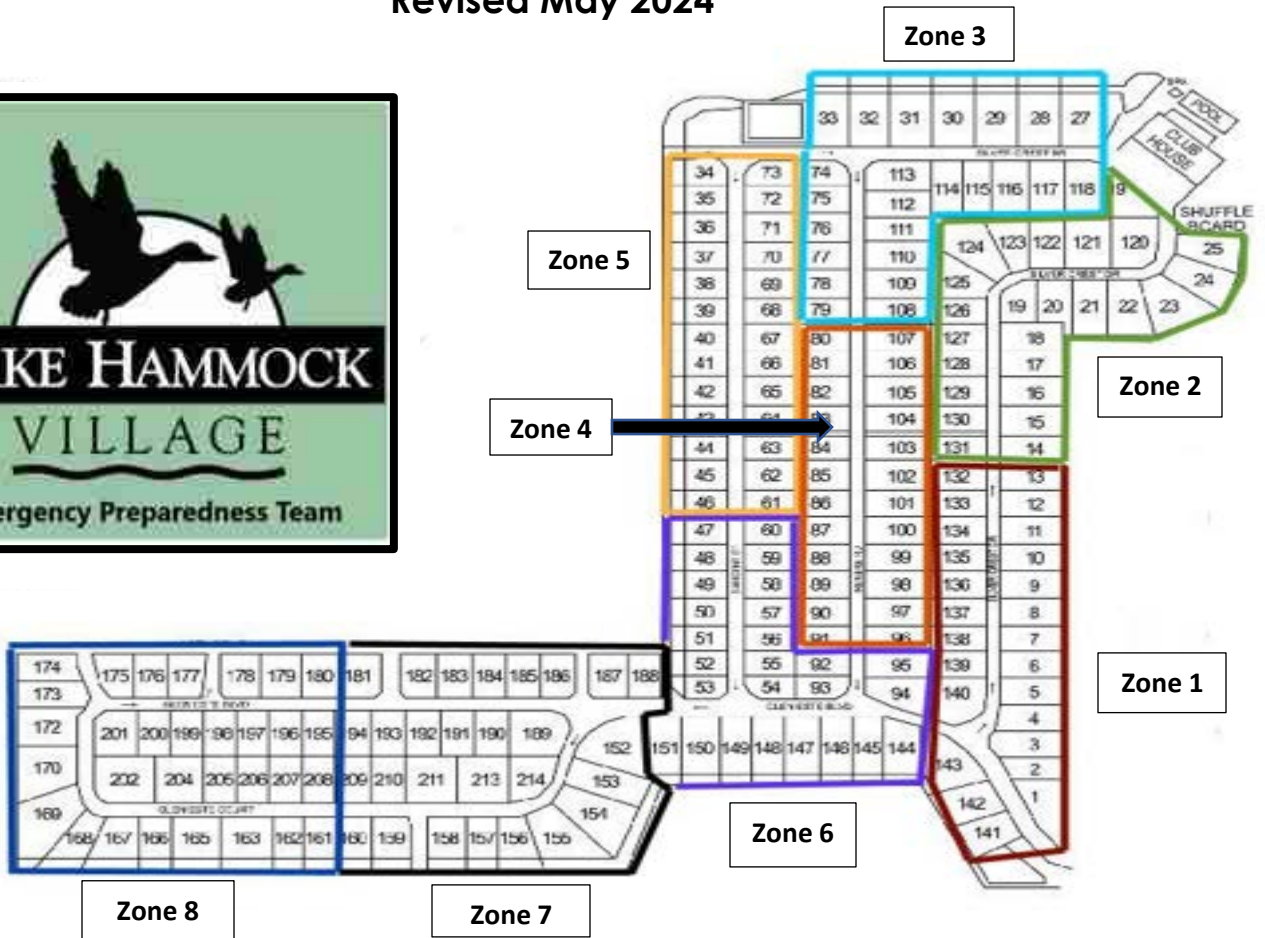 Revised May 2024
Zone 3
SPA
POOL
CLUB
HOUSE
33 32 31 30 29 28 27
SILVER CREST DR
KE HAMMOCK
VILLAGE
ergency Preparedness Team
34 73 74 113 114 115 116 117 118
35 72 75 112
SHUFFLE
BOARD
36 71 76 111 124 123 122 121 120 25
Zone 5
37 70 77 110
SILVER CREST DR
24
38 69 78 109 125
39 68 79 108 126 19 20 21 22 23
40 67 80 107 127 18
41 66 81 106 128 17
Zone 2
42 65 82 105 129 16
Zone 4
104 130 15
44 63 84 103 131 14
45 62 85 102 132 13
46 61 86 101 133 12
47 60 87 100 134 11
48 59 88 99 135 10
49 58 89 98 136 9
50 57 90 97 137 8
51 56 91 96 138 7
52 55 92 95 139 6
53 54 93 94 140 5
Zone 1
174 175 176 177 178 179 180 181 182 183 184 185 186 187 188
173
4
172 201 200 199 198 197 196 195 94 193 192 191 190 189 152 151 150 149 148 147 146 145 144 3
170 202 204 205 206 207 208 209 210 211 213 214 153 143 2
169 154 142 1
168 167 166 165 163 162 161 160 159 158 157 156 155 141
Zone 6
Zone 8
Zone 7